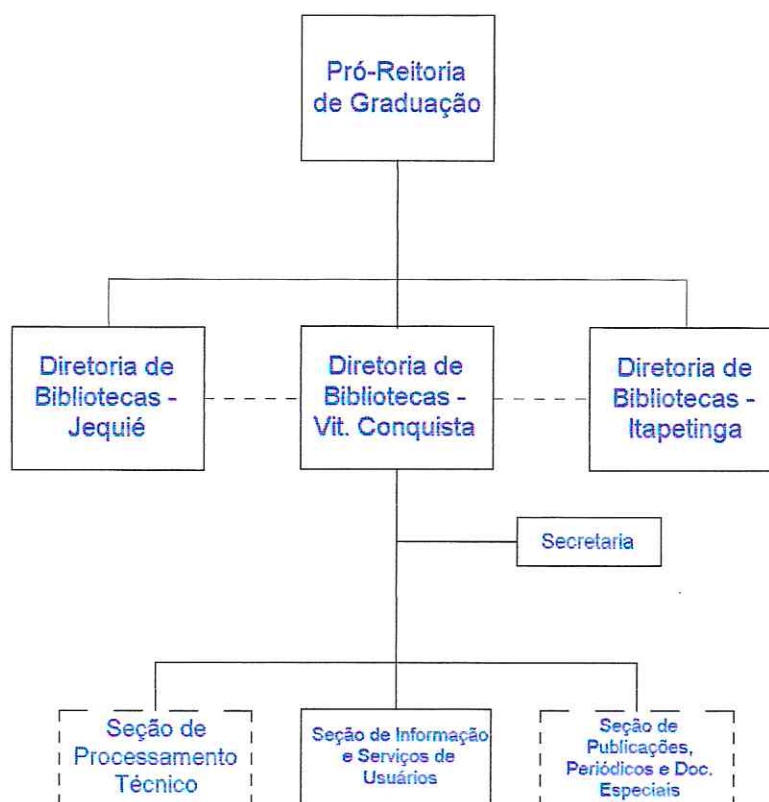 Pró-Reitoria
de Graduação
Diretoria de
Bibliotecas -
Jequié
Diretoria de
Bibliotecas -
Vit. Conquista
Diretoria de
Bibliotecas -
Itapetinga
Secretaria
Seção de
Processamento
Técnico
Seção de Informação
e Serviços de
Usuários
Seção de
Publicações,
Periódicos e Doc.
Especiais